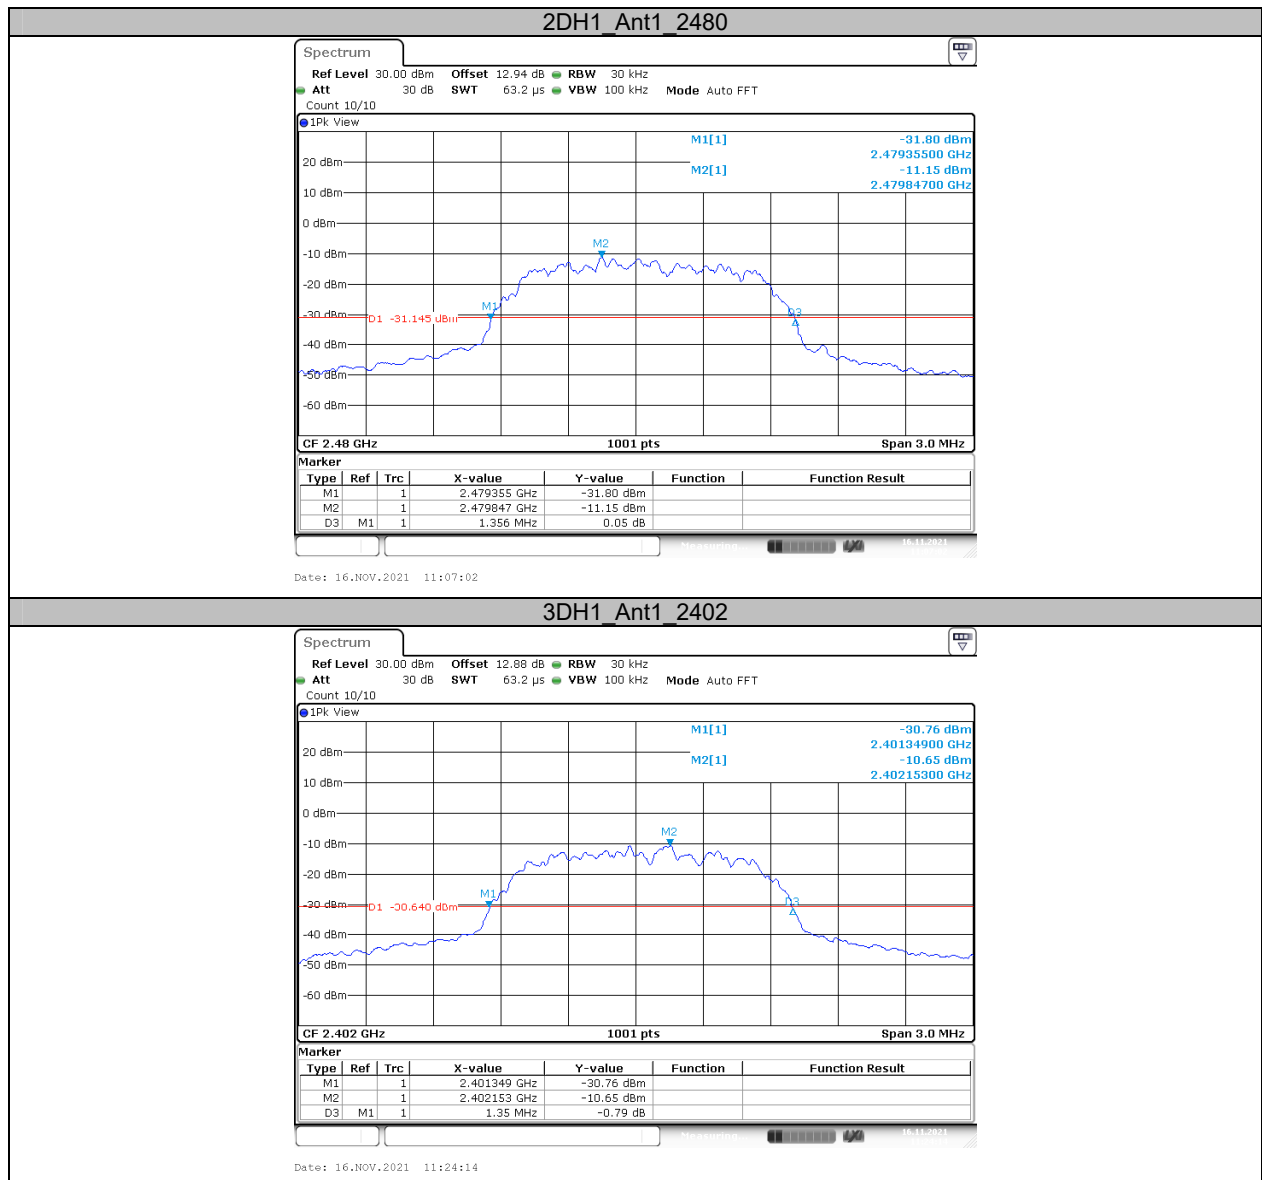 2DH1_Ant1_2480
Spectrum
Ref Level 30.00 dBm Offset 12.94 dB RBW 30 kHz
Att 30 dB SWT 63.2 µs VBW 100 kHz Mode Auto FFT
Count 10/10
1Pk View
M1[1] -31.80 dBm
2.47935500 GHz
20 dBm
M2[1] -11.15 dBm
2.47984700 GHz
10 dBm
0 dBm
M2
-10 dBm
-20 dBm
M1
-30 dBm
D1 -31.145 dBm
D3
-40 dBm
-50 dBm
-60 dBm
CF 2.48 GHz 1001 pts Span 3.0 MHz
Marker
Type Ref Trc X-value Y-value Function Function Result
M1 1 2.479355 GHz -31.80 dBm
M2 1 2.479847 GHz -11.15 dBm
D3 M1 1 1.356 MHz 0.05 dB
Measuring... 16.11.2021
Date: 16.NOV.2021 11:07:02
3DH1_Ant1_2402
Spectrum
Ref Level 30.00 dBm Offset 12.88 dB RBW 30 kHz
Att 30 dB SWT 63.2 µs VBW 100 kHz Mode Auto FFT
Count 10/10
1Pk View
M1[1] -30.76 dBm
2.40134900 GHz
20 dBm
M2[1] -10.65 dBm
2.40215300 GHz
10 dBm
0 dBm
M2
-10 dBm
-20 dBm
M1
-30 dBm
D1 -30.640 dBm
D3
-40 dBm
-50 dBm
-60 dBm
CF 2.402 GHz 1001 pts Span 3.0 MHz
Marker
Type Ref Trc X-value Y-value Function Function Result
M1 1 2.401349 GHz -30.76 dBm
M2 1 2.402153 GHz -10.65 dBm
D3 M1 1 1.35 MHz -0.79 dB
Measuring... 16.11.2021
Date: 16.NOV.2021 11:24:14